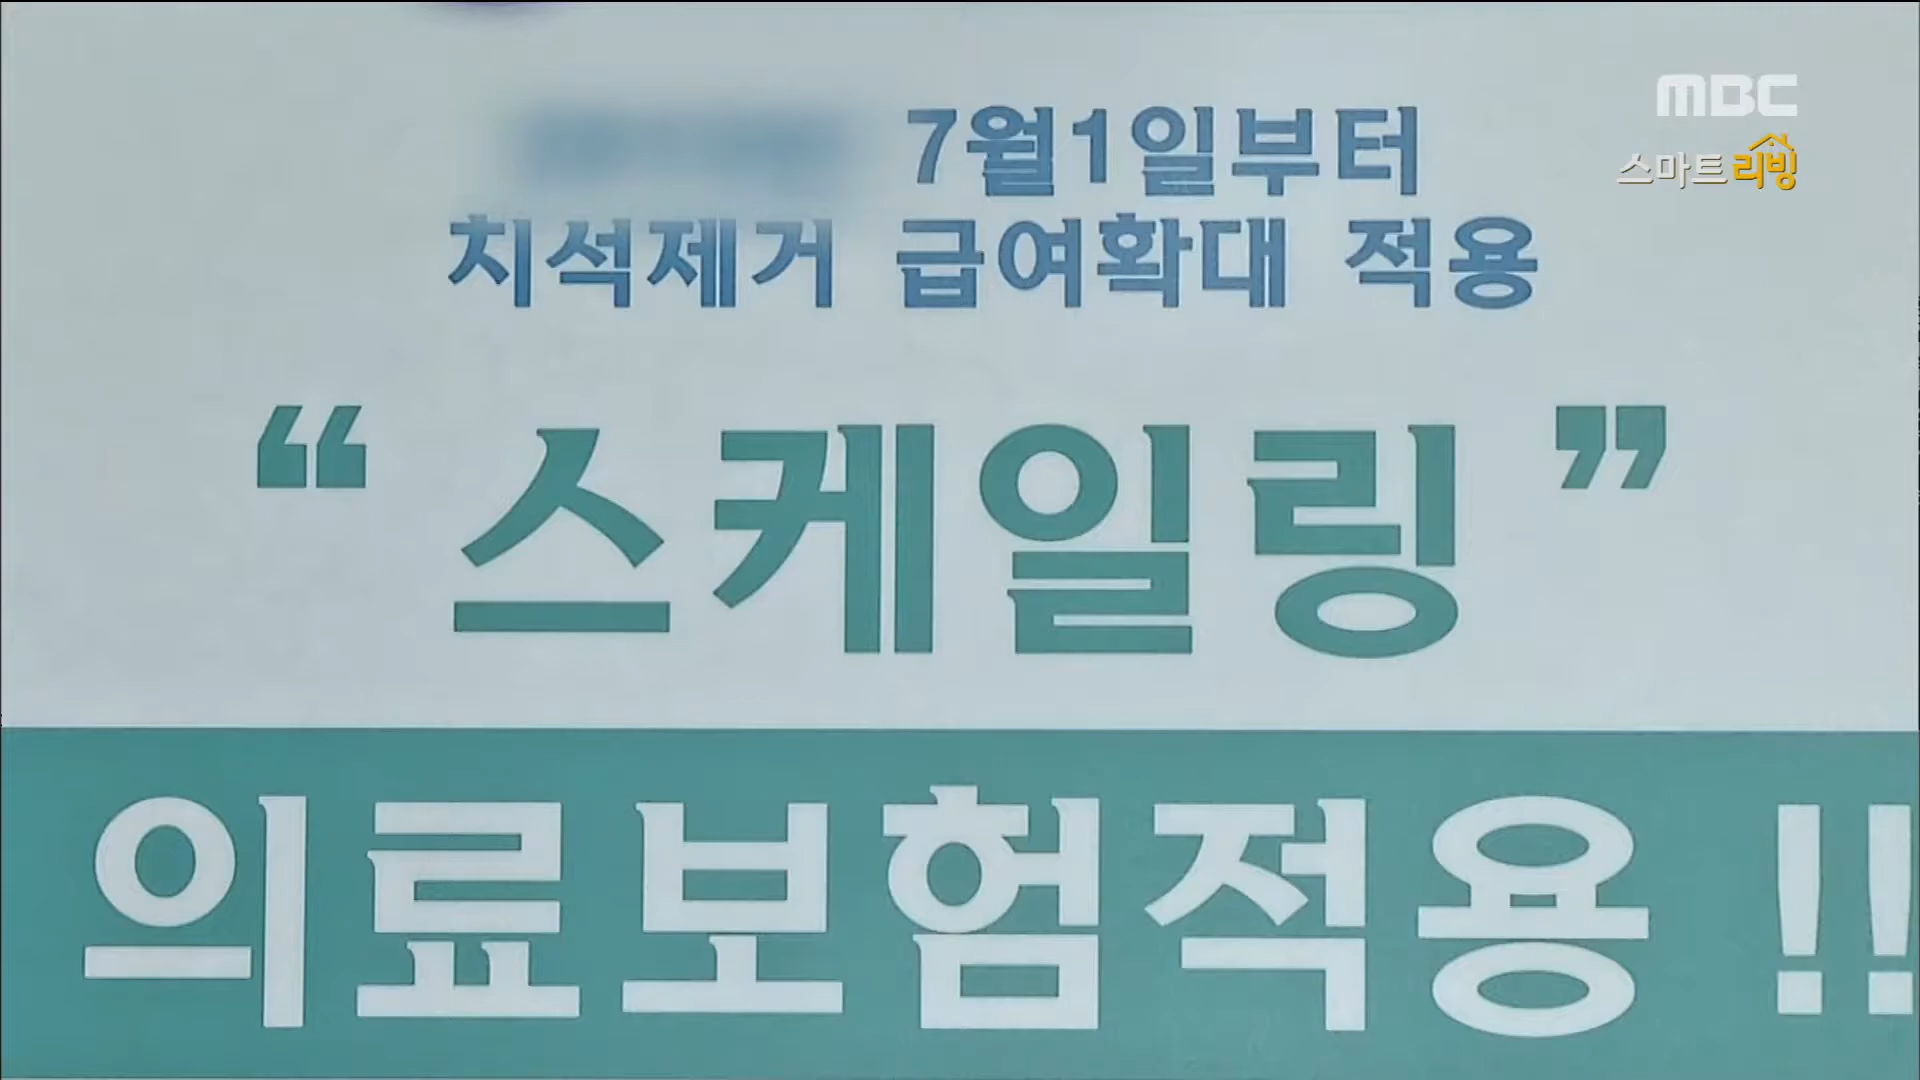 MBC
스마트리빙
7월1일부터
치석제거 급여확대 적용
“스케일링”
의료보험적용 !!